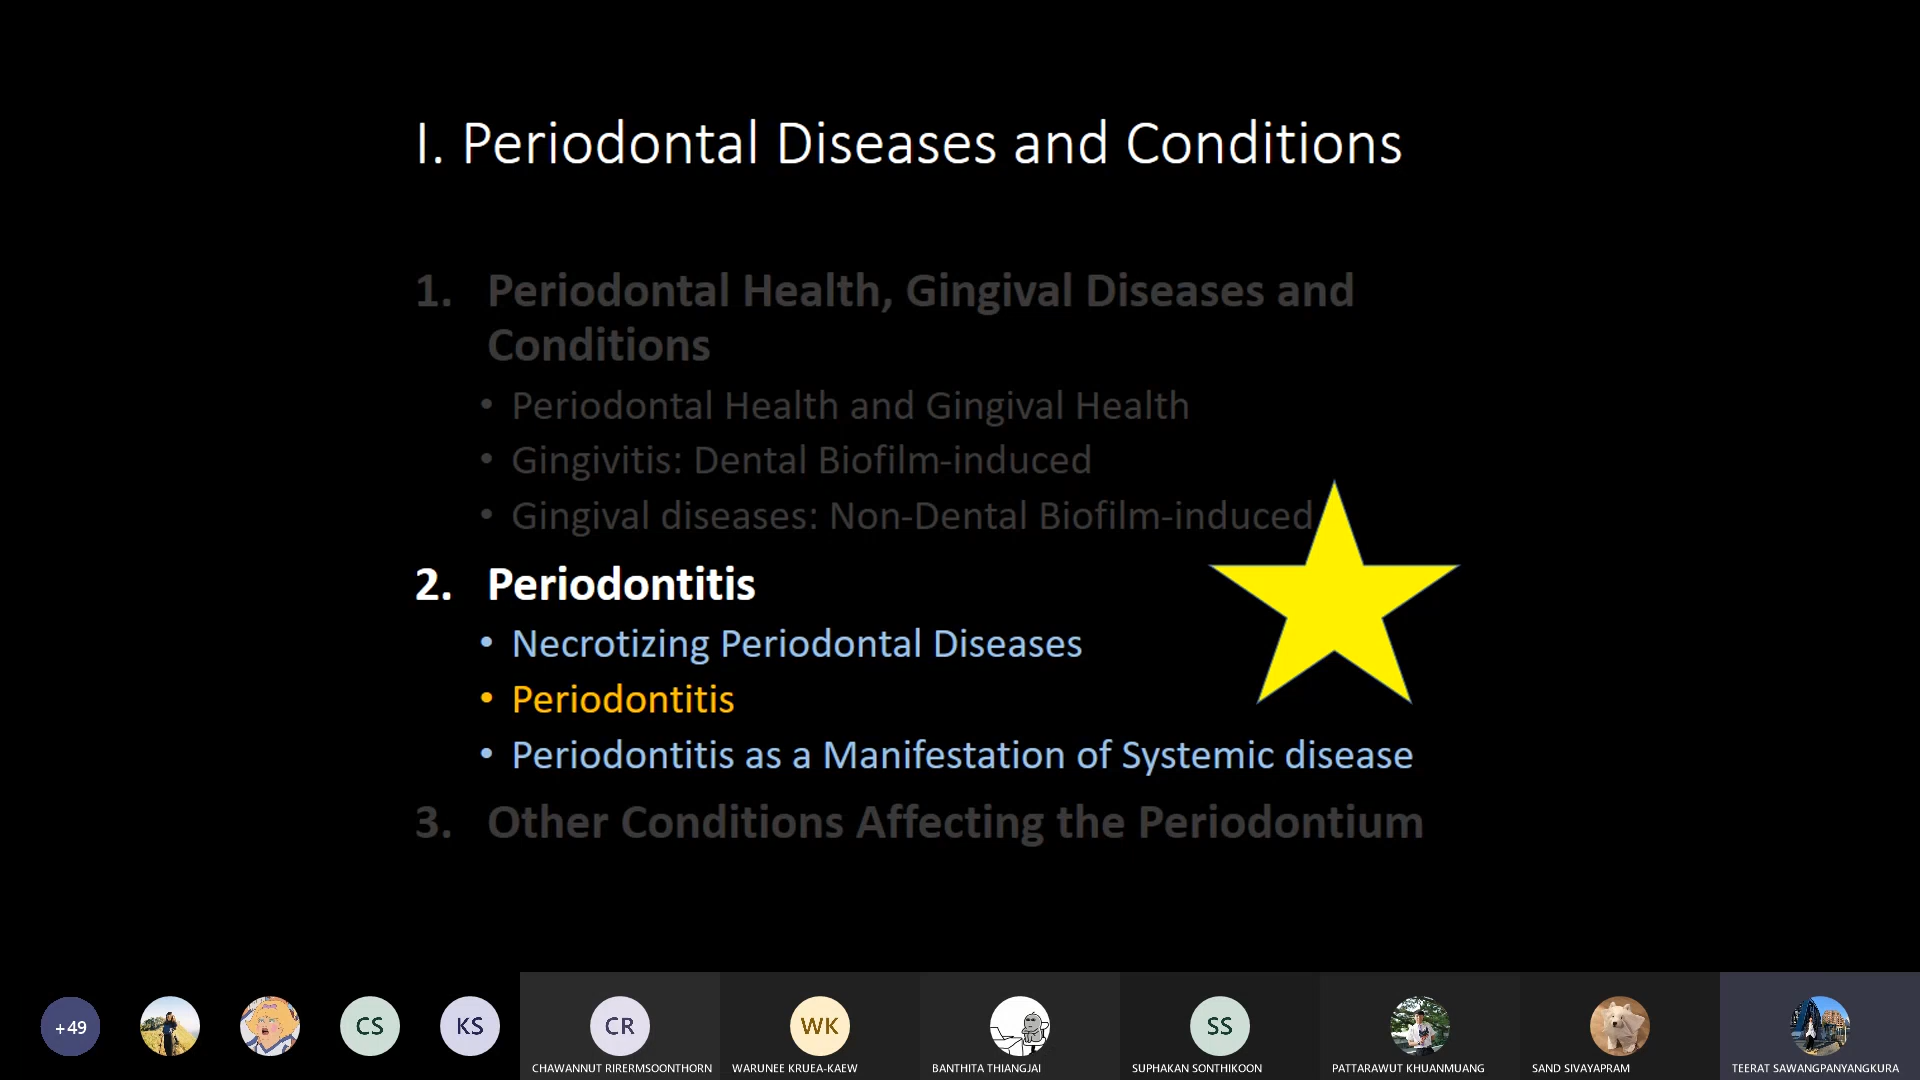 I. Periodontal Diseases and Conditions
1. Periodontal Health, Gingival Diseases and
Conditions
• Periodontal Health and Gingival Health
• Gingivitis: Dental Biofilm-induced
• Gingival diseases: Non-Dental Biofilm-induced
2. Periodontitis
• Necrotizing Periodontal Diseases
• Periodontitis
• Periodontitis as a Manifestation of Systemic disease
3. Other Conditions Affecting the Periodontium
+49
CS
KS
CR
WK
SS
CHAWANNUT RIRERMSOONTHORN
WARUNEE KRUEA-KAEW
BANTHITA THIANGJAI
SUPHAKAN SONTHIKOON
PATTARAWUT KHUANMUANG
SAND SIVAYAPRAM
TEERAT SAWANGPANYANGKURA